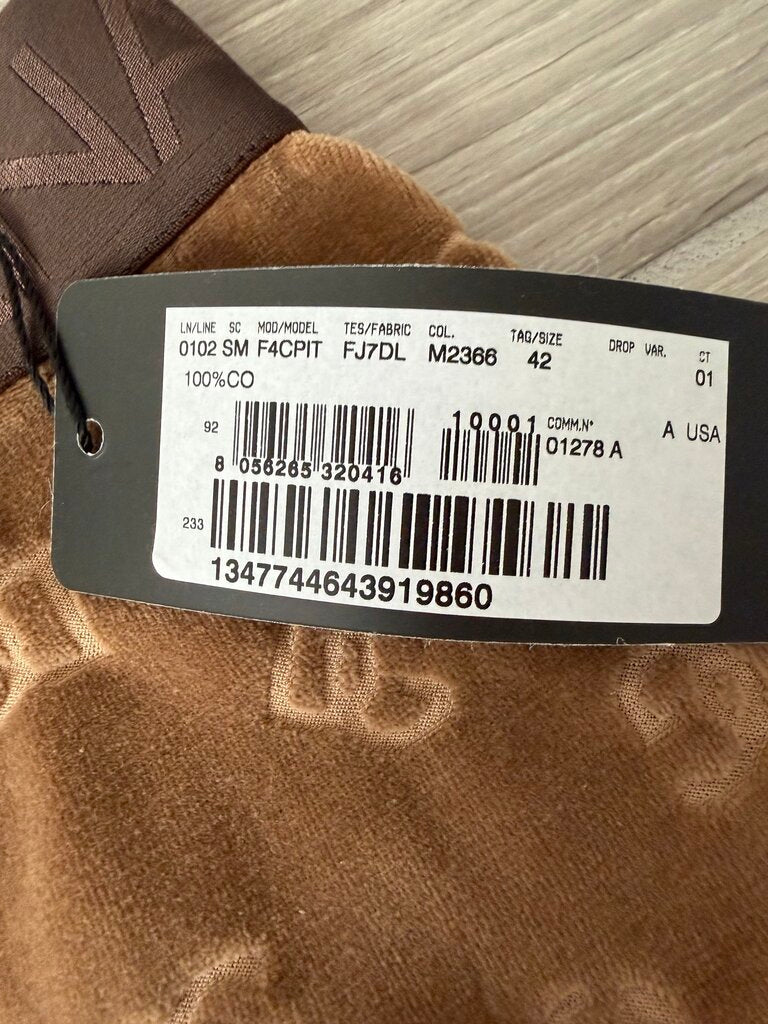 LN/LINE SC MOD/MODEL TES/FABRIC COL. TAG/SIZE DROP VAR. CT
0102 SM F4CPIT FJ7DL M2366 42 01
100%CO
92 10001 COMM.N° A USA
8 056265 320416 01278 A
233
1347744643919860